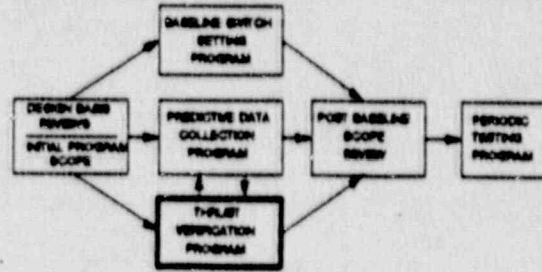 BASELINE SWITCH
SETTING
PROGRAM
DESIGN BASIS
REVIEWS
INITIAL PROGRAM
SCOPE
PREDICTIVE DATA
COLLECTION
PROGRAM
POST BASELINE
SCOPE
REVIEW
PERIODIC
TESTING
PROGRAM
THRUST
VERIFICATION
PROGRAM